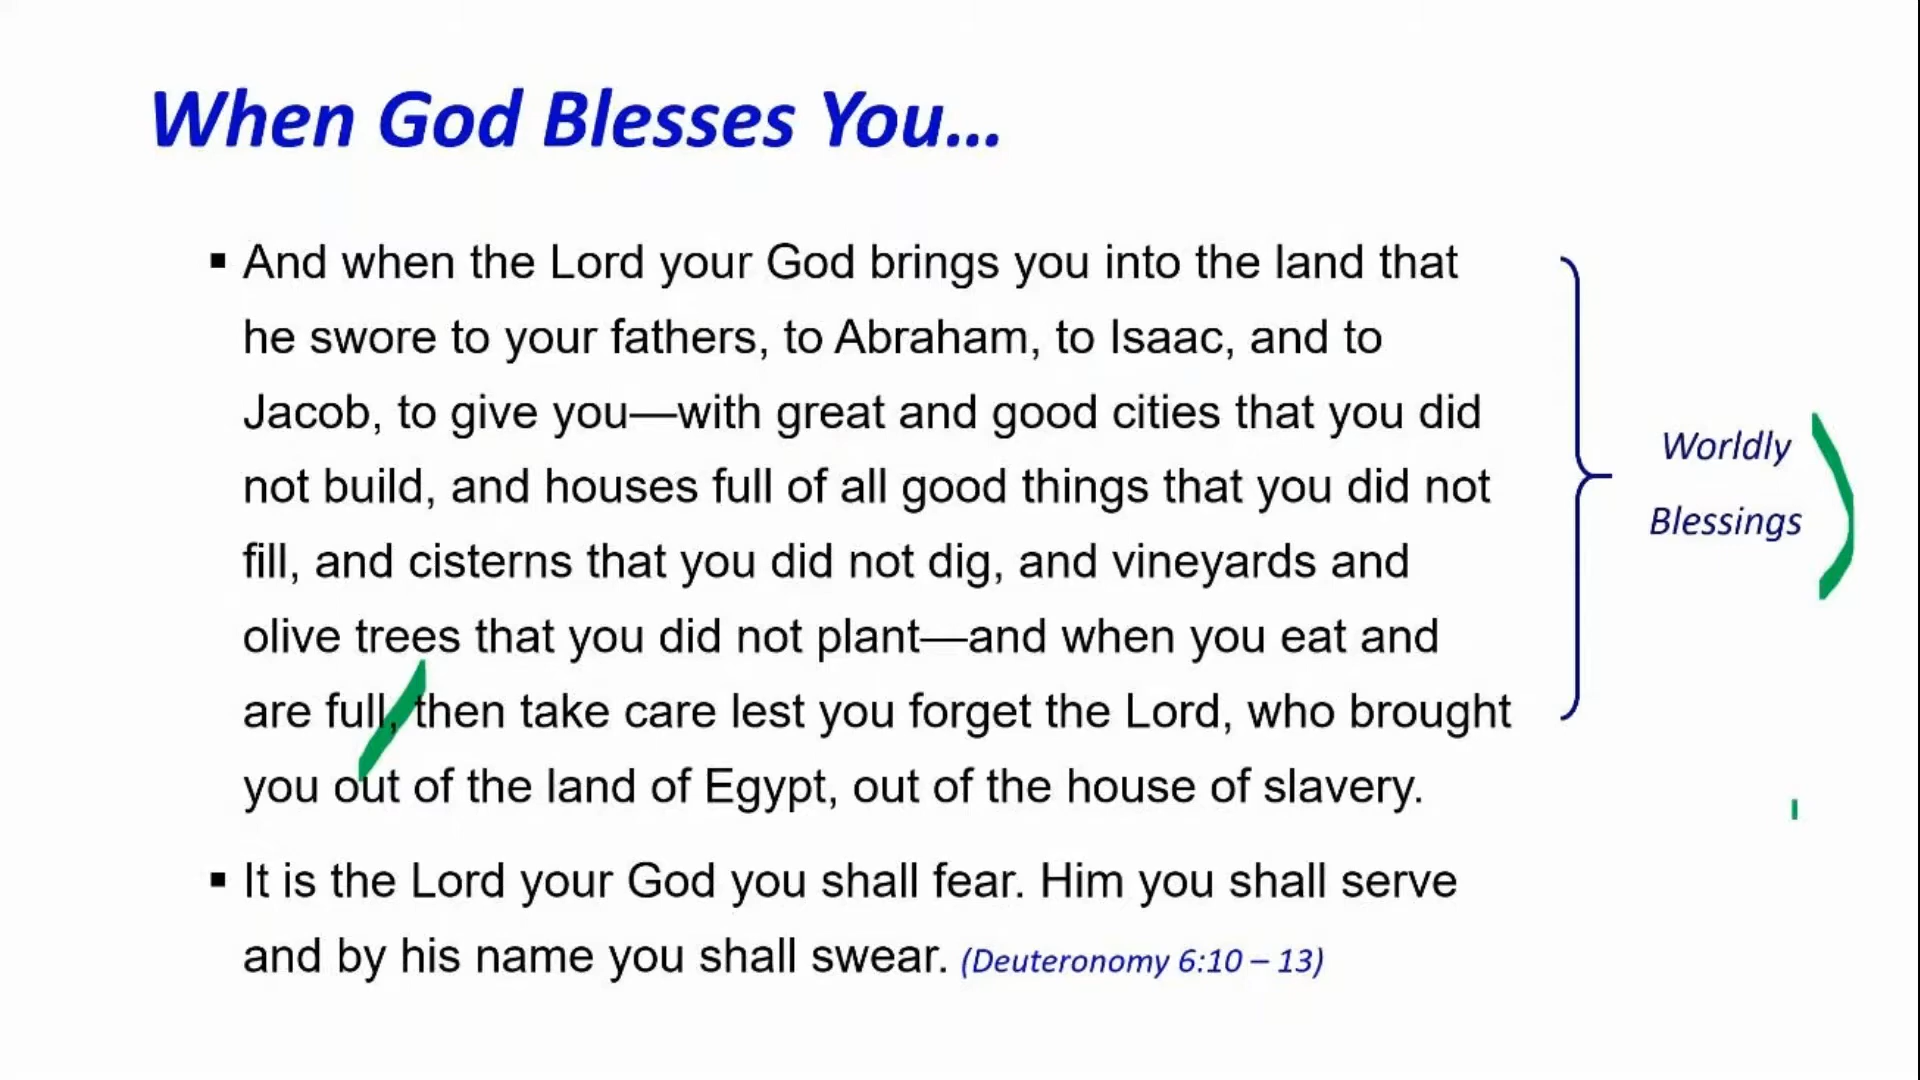 When God Blesses You...
▪ And when the Lord your God brings you into the land that
he swore to your fathers, to Abraham, to Isaac, and to
Jacob, to give you—with great and good cities that you did
not build, and houses full of all good things that you did not
fill, and cisterns that you did not dig, and vineyards and
olive trees that you did not plant—and when you eat and
are full, then take care lest you forget the Lord, who brought
you out of the land of Egypt, out of the house of slavery.
▪ It is the Lord your God you shall fear. Him you shall serve
and by his name you shall swear. (Deuteronomy 6:10 – 13)
Worldly
Blessings